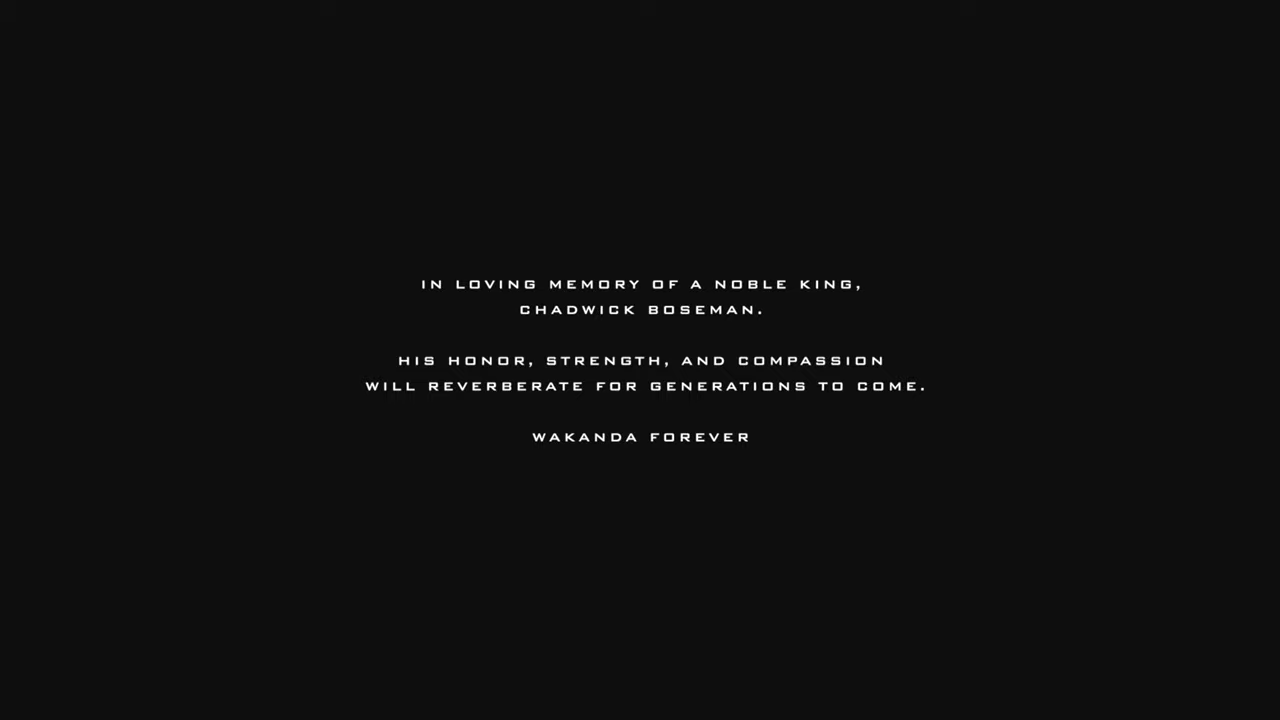 IN LOVING MEMORY OF A NOBLE KING,
CHADWICK BOSEMAN.
HIS HONOR, STRENGTH, AND COMPASSION
WILL REVERBERATE FOR GENERATIONS TO COME.
WAKANDA FOREVER